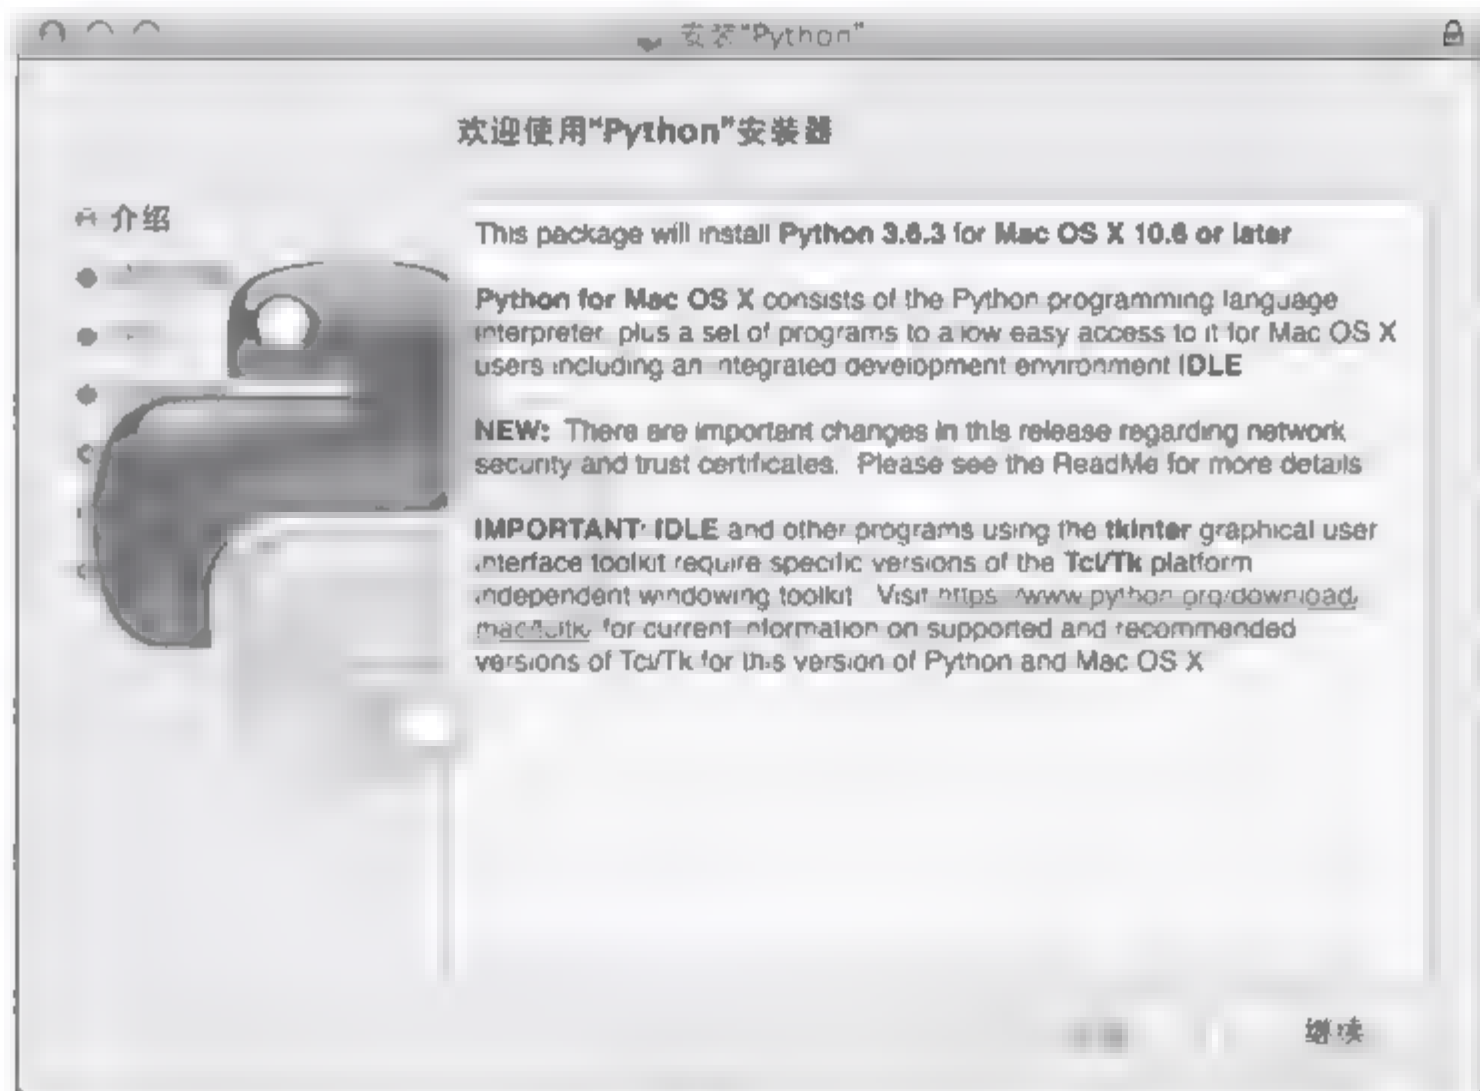 安装"Python"
欢迎使用"Python"安装器
介绍
This package will install Python 3.6.3 for Mac OS X 10.6 or later
Python for Mac OS X consists of the Python programming language
interpreter plus a set of programs to allow easy access to it for Mac OS X
users including an integrated development environment IDLE
NEW: There are important changes in this release regarding network
security and trust certificates. Please see the ReadMe for more details
IMPORTANT: IDLE and other programs using the tkinter graphical user
interface toolkit require specific versions of the Tcl/Tk platform
independent windowing toolkit Visit https://www.python.org/download/
mac/tcltk/ for current information on supported and recommended
versions of Tcl/Tk for this version of Python and Mac OS X
继续